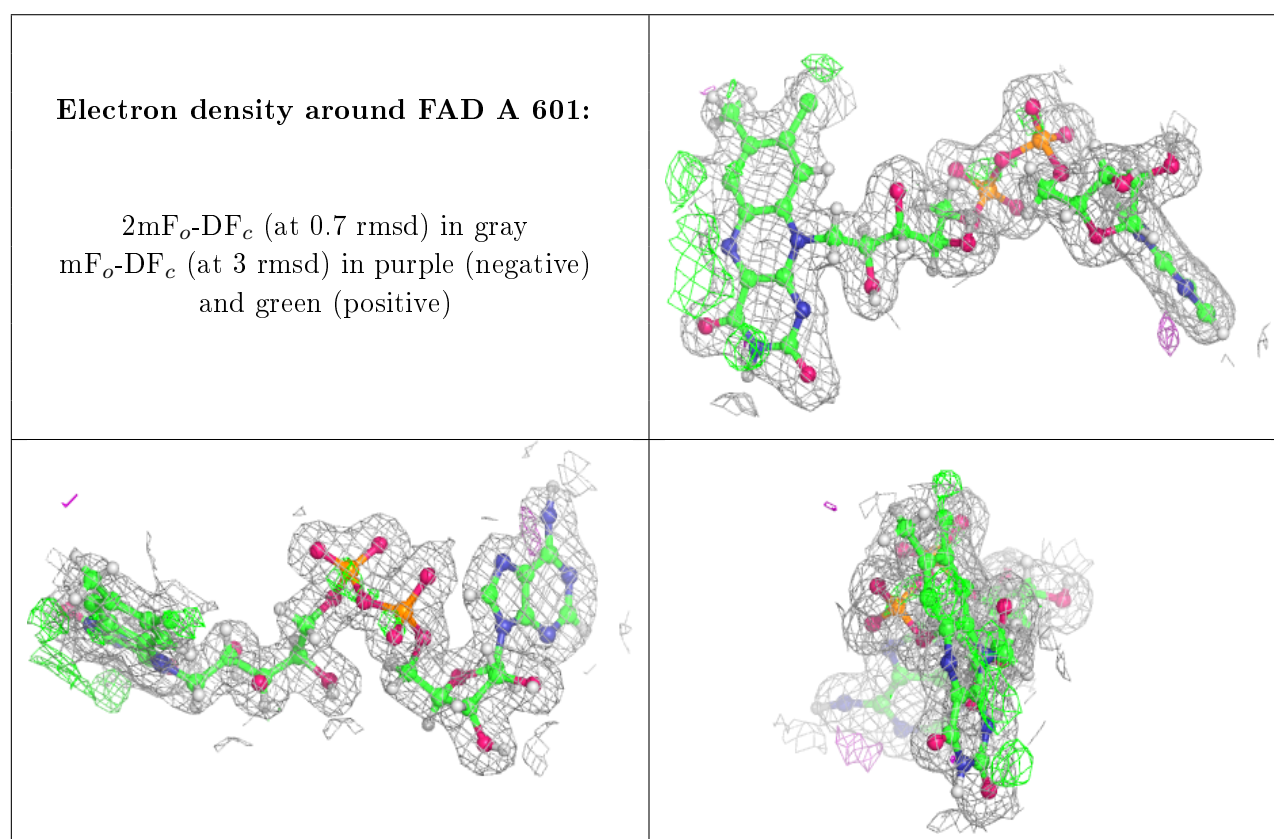 Electron density around FAD A 601:
2mFₒ-DF𝒸 (at 0.7 rmsd) in gray
mFₒ-DF𝒸 (at 3 rmsd) in purple (negative)
and green (positive)